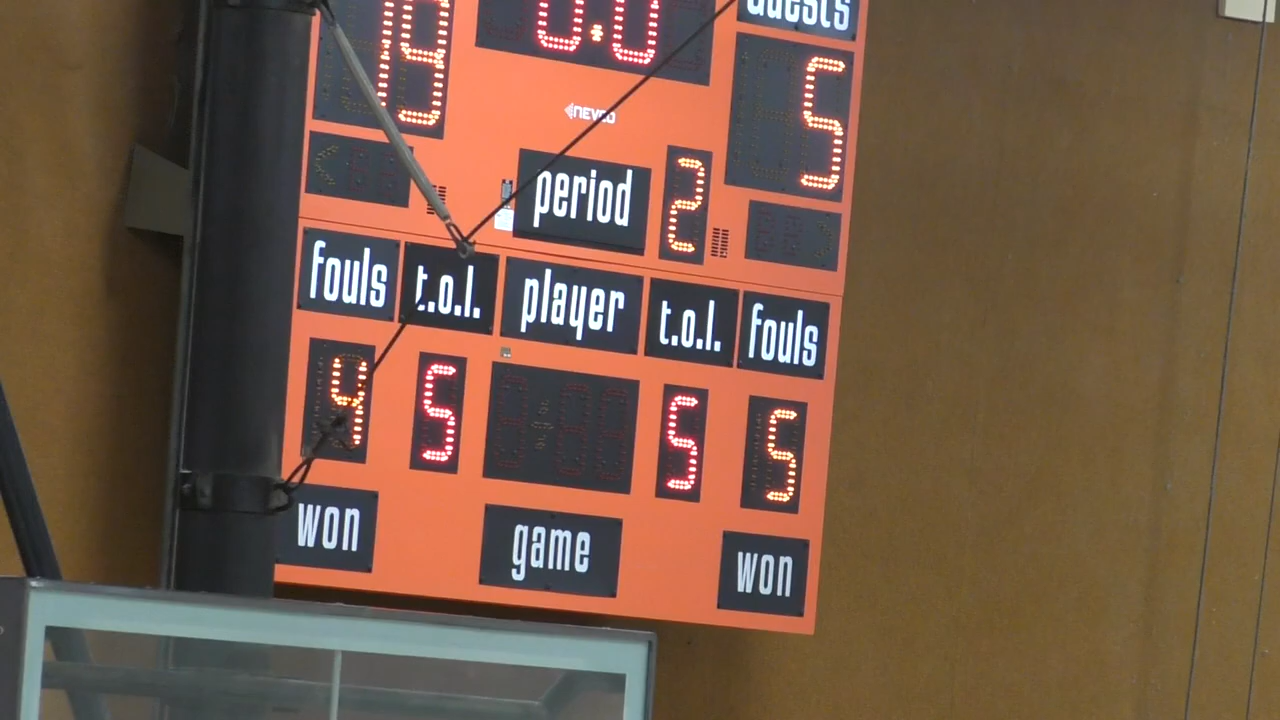 19 0:0 guests
5
NEVCO
period 2
fouls t.o.l. player t.o.l. fouls
4 5 5 5
won game won